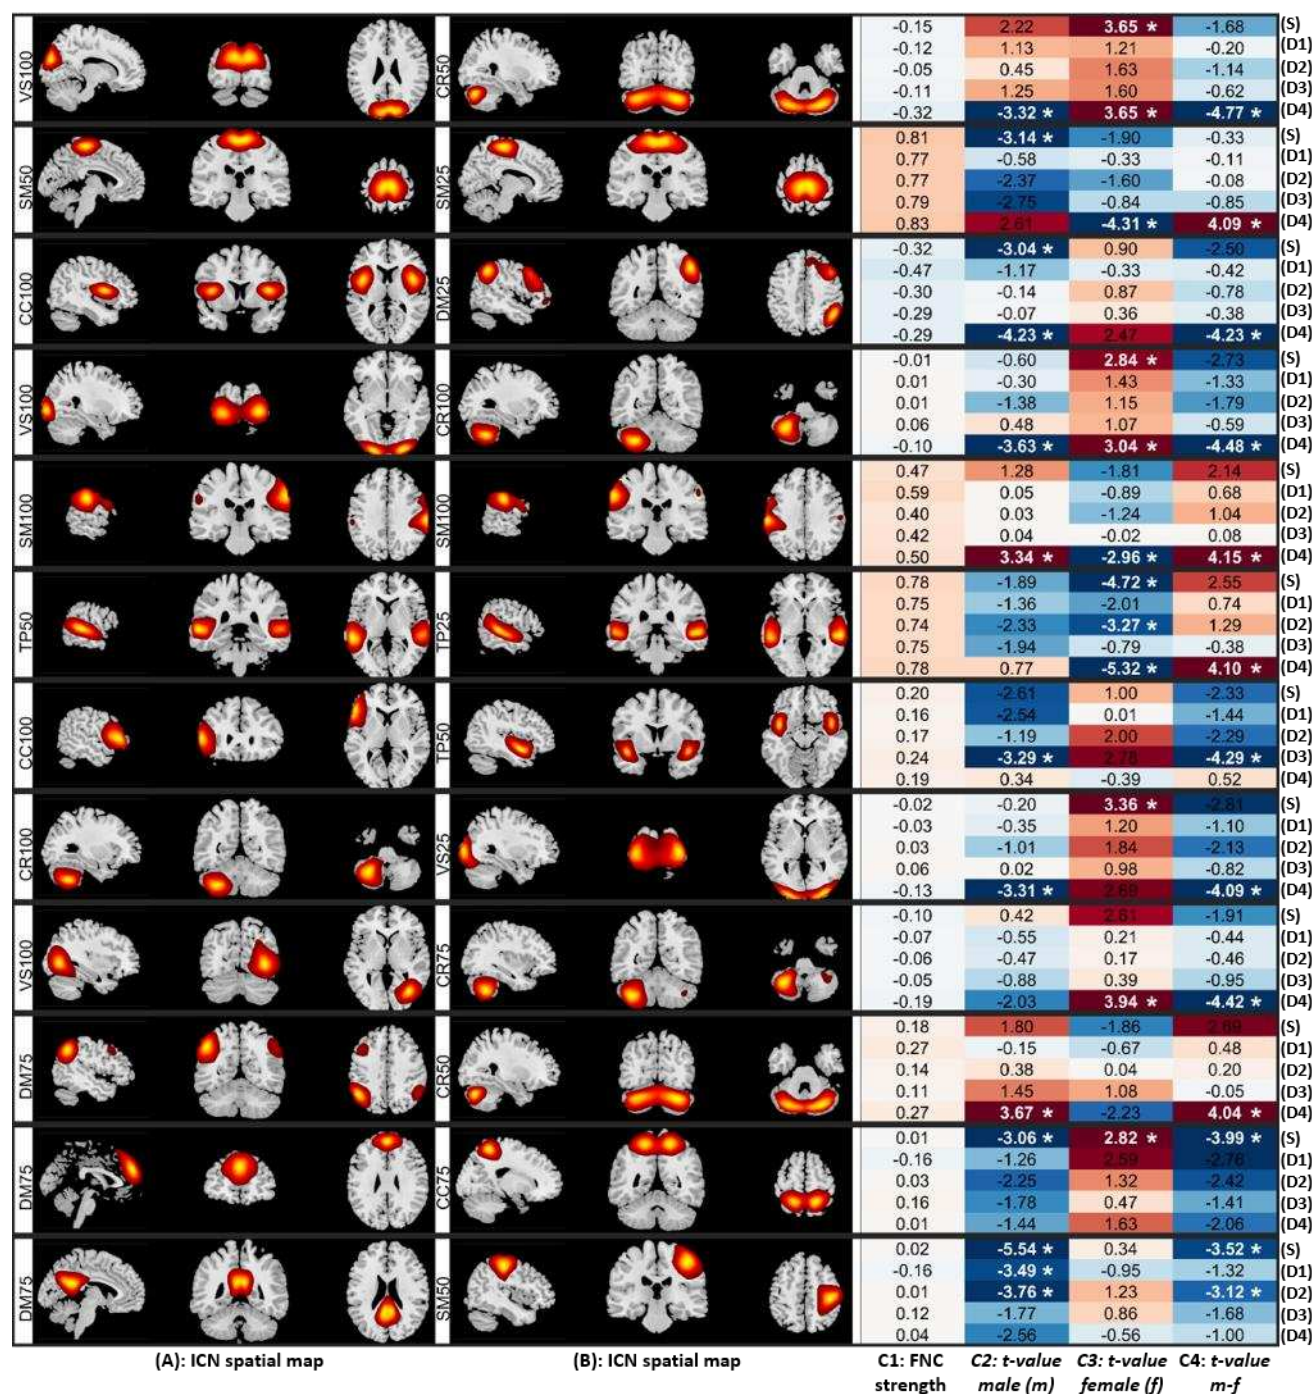 VS100 CR50 -0.15 2.22 3.65 * -1.68 (S)
-0.12 1.13 1.21 -0.20 (D1)
-0.05 0.45 1.63 -1.14 (D2)
-0.11 1.25 1.60 -0.62 (D3)
-0.32 -3.32 * 3.65 * -4.77 * (D4)
SM50 SM25 0.81 -3.14 * -1.90 -0.33 (S)
0.77 -0.58 -0.33 -0.11 (D1)
0.77 -2.37 -1.60 -0.08 (D2)
0.79 -2.75 -0.84 -0.85 (D3)
0.83 2.61 -4.31 * 4.09 * (D4)
CC100 DM25 -0.32 -3.04 * 0.90 -2.50 (S)
-0.47 -1.17 -0.33 -0.42 (D1)
-0.30 -0.14 0.87 -0.78 (D2)
-0.29 -0.07 0.36 -0.38 (D3)
-0.29 -4.23 * 2.47 -4.23 * (D4)
VS100 CR100 -0.01 -0.60 2.84 * -2.73 (S)
0.01 -0.30 1.43 -1.33 (D1)
0.01 -1.38 1.15 -1.79 (D2)
0.06 0.48 1.07 -0.59 (D3)
-0.10 -3.63 * 3.04 * -4.48 * (D4)
SM100 SM100 0.47 1.28 -1.81 2.14 (S)
0.59 0.05 -0.89 0.68 (D1)
0.40 0.03 -1.24 1.04 (D2)
0.42 0.04 -0.02 0.08 (D3)
0.50 3.34 * -2.96 * 4.15 * (D4)
TP50 TP25 0.78 -1.89 -4.72 * 2.55 (S)
0.75 -1.36 -2.01 0.74 (D1)
0.74 -2.33 -3.27 * 1.29 (D2)
0.75 -1.94 -0.79 -0.38 (D3)
0.78 0.77 -5.32 * 4.10 * (D4)
CC100 TP50 0.20 -2.61 1.00 -2.33 (S)
0.16 -2.54 0.01 -1.44 (D1)
0.17 -1.19 2.00 -2.29 (D2)
0.24 -3.29 * 2.78 -4.29 * (D3)
0.19 0.34 -0.39 0.52 (D4)
CR100 VS25 -0.02 -0.20 3.36 * -2.81 (S)
-0.03 -0.35 1.20 -1.10 (D1)
0.03 -1.01 1.84 -2.13 (D2)
0.06 0.02 0.98 -0.82 (D3)
-0.13 -3.31 * 2.69 -4.09 * (D4)
VS100 CR75 -0.10 0.42 2.61 -1.91 (S)
-0.07 -0.55 0.21 -0.44 (D1)
-0.06 -0.47 0.17 -0.46 (D2)
-0.05 -0.88 0.39 -0.95 (D3)
-0.19 -2.03 3.94 * -4.42 * (D4)
DM75 CR50 0.18 1.80 -1.86 2.69 (S)
0.27 -0.15 -0.67 0.48 (D1)
0.14 0.38 0.04 0.20 (D2)
0.11 1.45 1.08 -0.05 (D3)
0.27 3.67 * -2.23 4.04 * (D4)
DM75 CC75 0.01 -3.06 * 2.82 * -3.99 * (S)
-0.16 -1.26 2.59 -2.76 (D1)
0.03 -2.25 1.32 -2.42 (D2)
0.16 -1.78 0.47 -1.41 (D3)
0.01 -1.44 1.63 -2.06 (D4)
DM75 SM50 0.02 -5.54 * 0.34 -3.52 * (S)
-0.16 -3.49 * -0.95 -1.32 (D1)
0.01 -3.76 * 1.23 -3.12 * (D2)
0.12 -1.77 0.86 -1.68 (D3)
0.04 -2.56 -0.56 -1.00 (D4)
(A): ICN spatial map (B): ICN spatial map C1: FNC C2: t-value C3: t-value C4: t-value
strength male (m) female (f) m-f